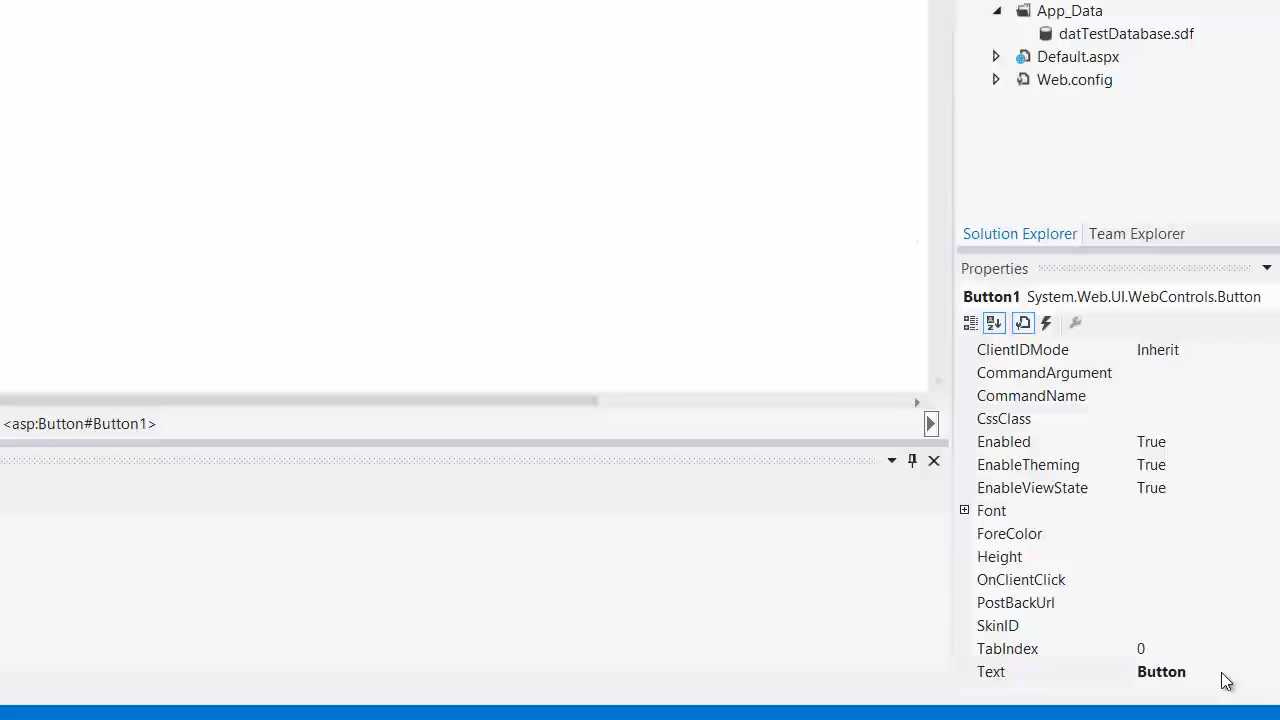 App_Data
datTestDatabase.sdf
Default.aspx
Web.config
Solution Explorer Team Explorer
Properties
Button1 System.Web.UI.WebControls.Button
ClientIDMode Inherit
CommandArgument
CommandName
CssClass
<asp:Button#Button1>
Enabled True
EnableTheming True
EnableViewState True
Font
ForeColor
Height
OnClientClick
PostBackUrl
SkinID
TabIndex 0
Text Button